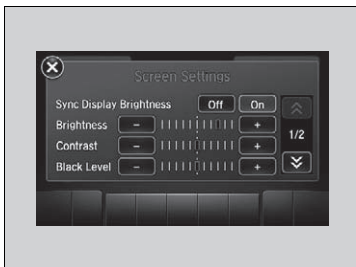 Screen Settings
Sync Display Brightness Off On
Brightness - +
1/2
Contrast - +
Black Level - +